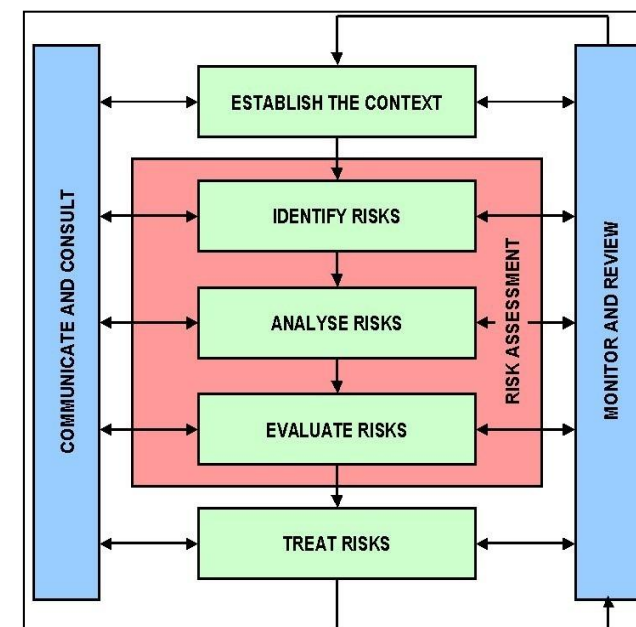 ESTABLISH THE CONTEXT
IDENTIFY RISKS
ANALYSE RISKS
EVALUATE RISKS
TREAT RISKS
COMMUNICATE AND CONSULT
RISK ASSESSMENT
MONITOR AND REVIEW